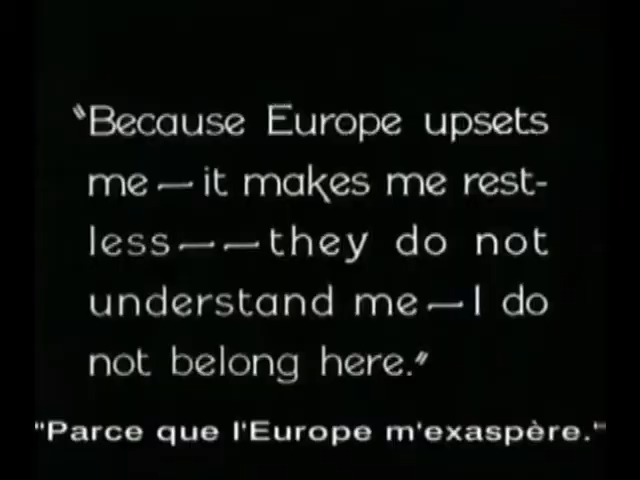 "Because Europe upsets
me — it makes me rest-
less — — they do not
understand me — I do
not belong here."
"Parce que l'Europe m'exaspère."